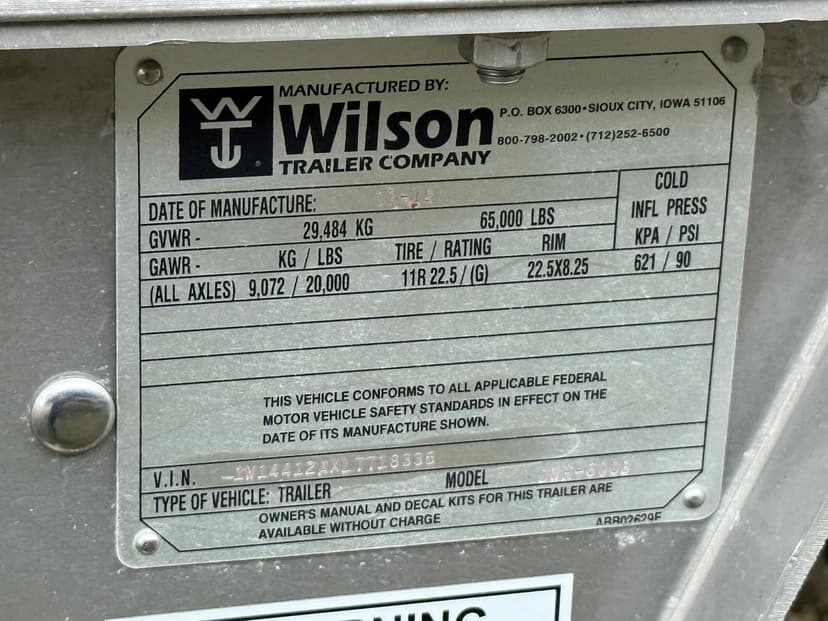 WTC
MANUFACTURED BY:
Wilson
TRAILER COMPANY
P.O. BOX 6300 • SIOUX CITY, IOWA 51106
800-798-2002 • (712)252-6500
DATE OF MANUFACTURE:
GVWR - 29,484 KG 65,000 LBS
GAWR - KG / LBS TIRE / RATING RIM
COLD
INFL PRESS
KPA / PSI
(ALL AXLES) 9,072 / 20,000 11R 22.5 / (G) 22.5X8.25 621 / 90
THIS VEHICLE CONFORMS TO ALL APPLICABLE FEDERAL
MOTOR VEHICLE SAFETY STANDARDS IN EFFECT ON THE
DATE OF ITS MANUFACTURE SHOWN.
V.I.N. 1W14412AXL7718336 MODEL
TYPE OF VEHICLE: TRAILER
OWNER'S MANUAL AND DECAL KITS FOR THIS TRAILER ARE
AVAILABLE WITHOUT CHARGE